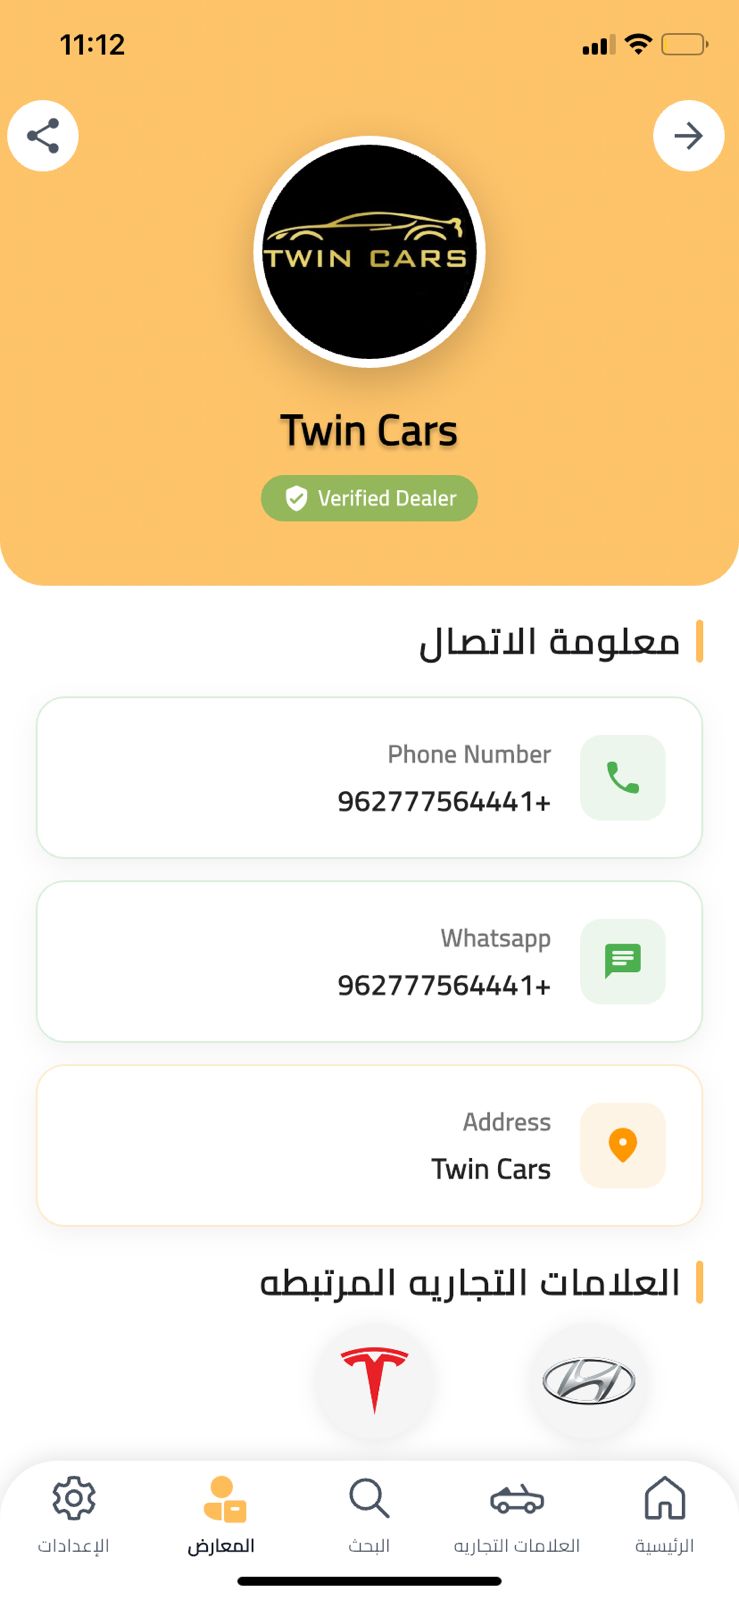 11:12
TWIN CARS
Twin Cars
Verified Dealer
معلومة الاتصال
Phone Number
962777564441+
Whatsapp
962777564441+
Address
Twin Cars
العلامات التجاريه المرتبطه
الرئيسية
العلامات التجاريه
البحث
المعارض
الإعدادات